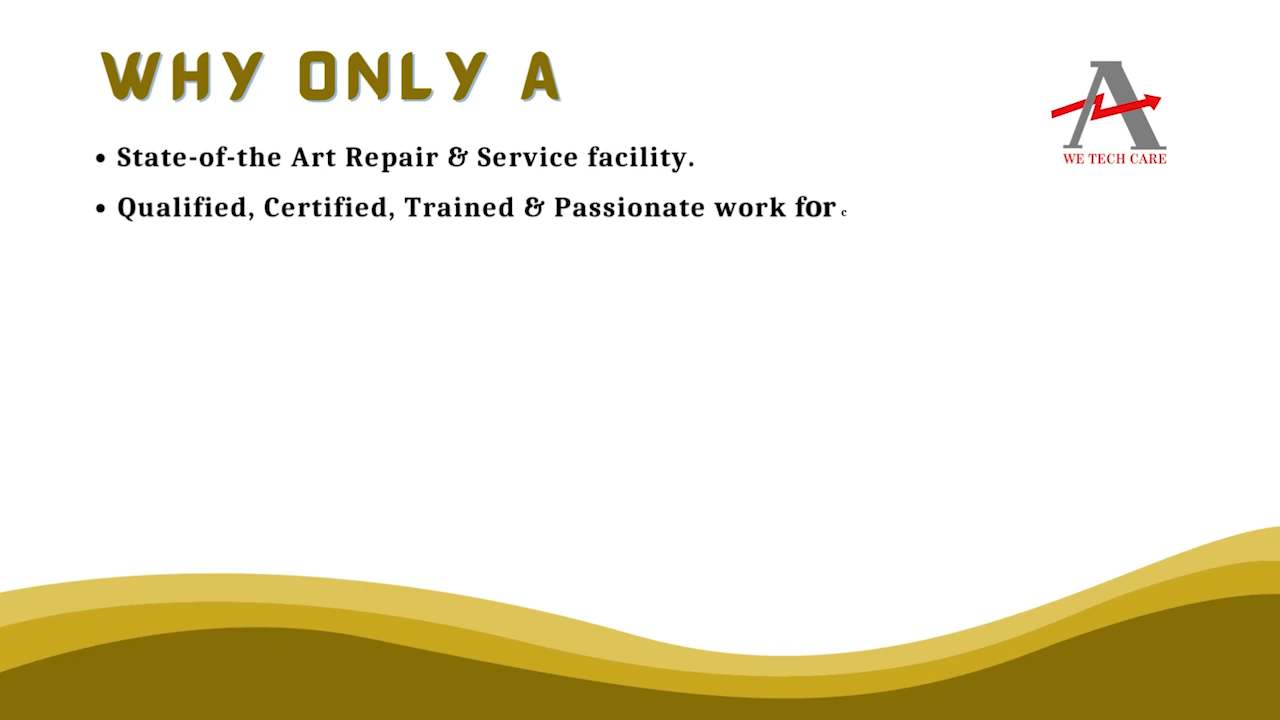 WHY ONLY A
• State-of-the Art Repair & Service facility.
• Qualified, Certified, Trained & Passionate work for c
A
WE TECH CARE